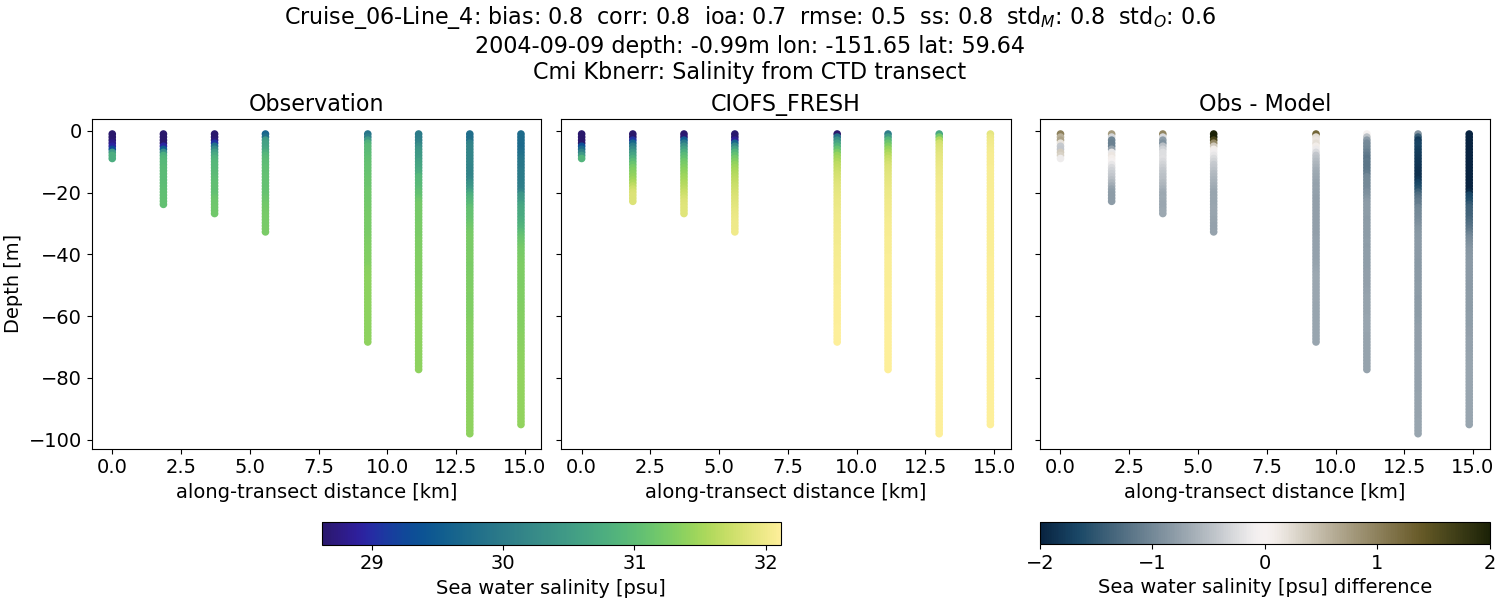 Cruise_06-Line_4: bias: 0.8 corr: 0.8 ioa: 0.7 rmse: 0.5 ss: 0.8 std_M: 0.8 std_O: 0.6
2004-09-09 depth: -0.99m lon: -151.65 lat: 59.64
Cmi Kbnerr: Salinity from CTD transect
Observation
CIOFS_FRESH
Obs - Model
Depth [m]
0
−20
−40
−60
−80
−100
0.0 2.5 5.0 7.5 10.0 12.5 15.0
0.0 2.5 5.0 7.5 10.0 12.5 15.0
0.0 2.5 5.0 7.5 10.0 12.5 15.0
along-transect distance [km]
along-transect distance [km]
along-transect distance [km]
29 30 31 32
Sea water salinity [psu]
−2 −1 0 1 2
Sea water salinity [psu] difference